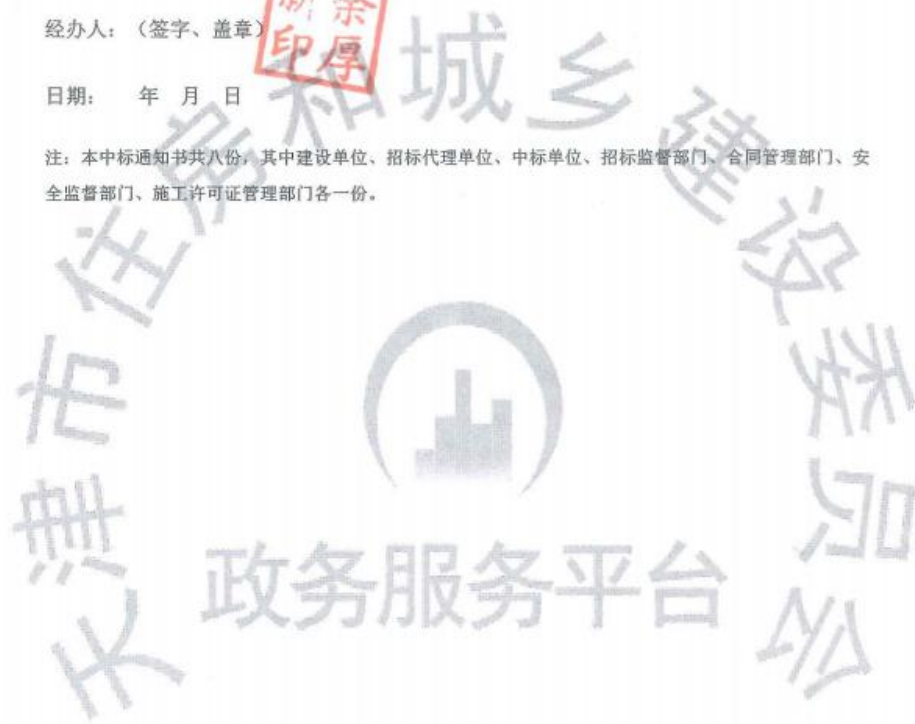 经办人：（签字、盖章）
印厚
日期： 年 月 日
注：本中标通知书共八份，其中建设单位、招标代理单位、中标单位、招标监督部门、合同管理部门、安
全监督部门、施工许可证管理部门各一份。
天津市住房和城乡建设委员会
政务服务平台